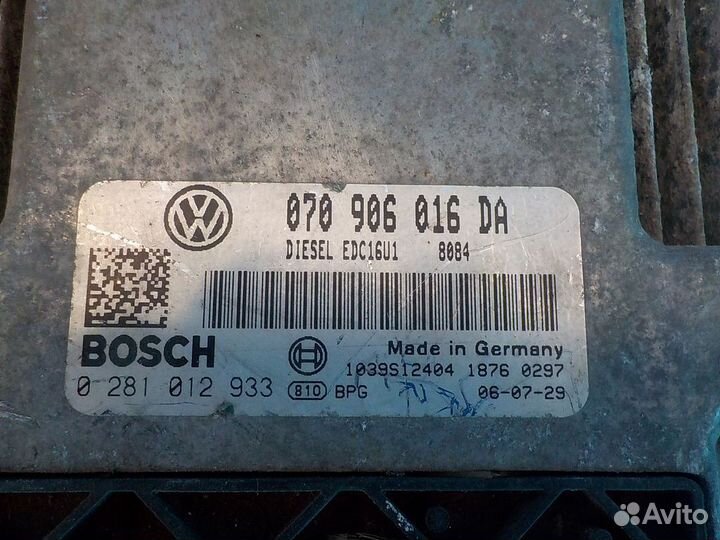 070 906 016 DA
DIESEL EDC16U1 8084
BOSCH
Made in Germany
1039S12404 1876 0297
0 281 012 933 810 BPG 06-07-29
Avito